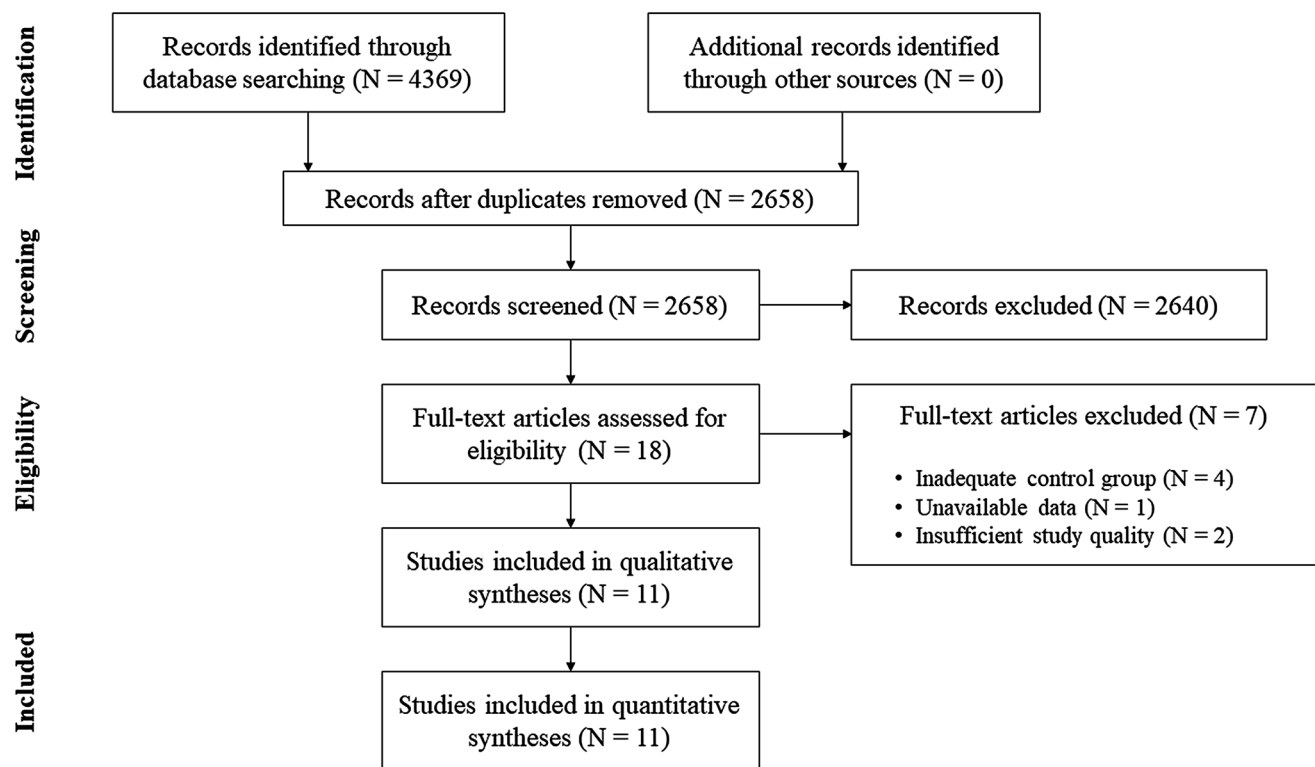 Identification
Records identified through
database searching (N = 4369)
Additional records identified
through other sources (N = 0)
Records after duplicates removed (N = 2658)
Screening
Records screened (N = 2658)
Records excluded (N = 2640)
Eligibility
Full-text articles assessed for
eligibility (N = 18)
Full-text articles excluded (N = 7)
• Inadequate control group (N = 4)
• Unavailable data (N = 1)
• Insufficient study quality (N = 2)
Studies included in qualitative
syntheses (N = 11)
Included
Studies included in quantitative
syntheses (N = 11)